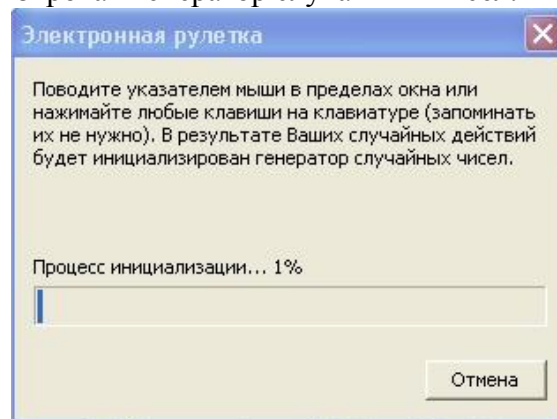 Электронная рулетка
Поводите указателем мыши в пределах окна или
нажимайте любые клавиши на клавиатуре (запоминать
их не нужно). В результате Ваших случайных действий
будет инициализирован генератор случайных чисел.
Процесс инициализации... 1%
Отмена